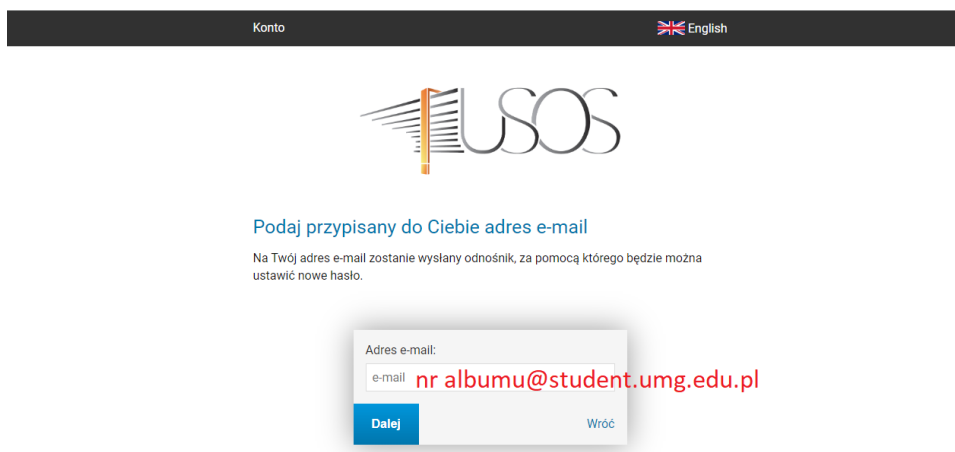 Konto
English
USOS
Podaj przypisany do Ciebie adres e-mail
Na Twój adres e-mail zostanie wysłany odnośnik, za pomocą którego będzie można
ustawić nowe hasło.
Adres e-mail:
e-mail nr albumu@student.umg.edu.pl
Dalej
Wróć